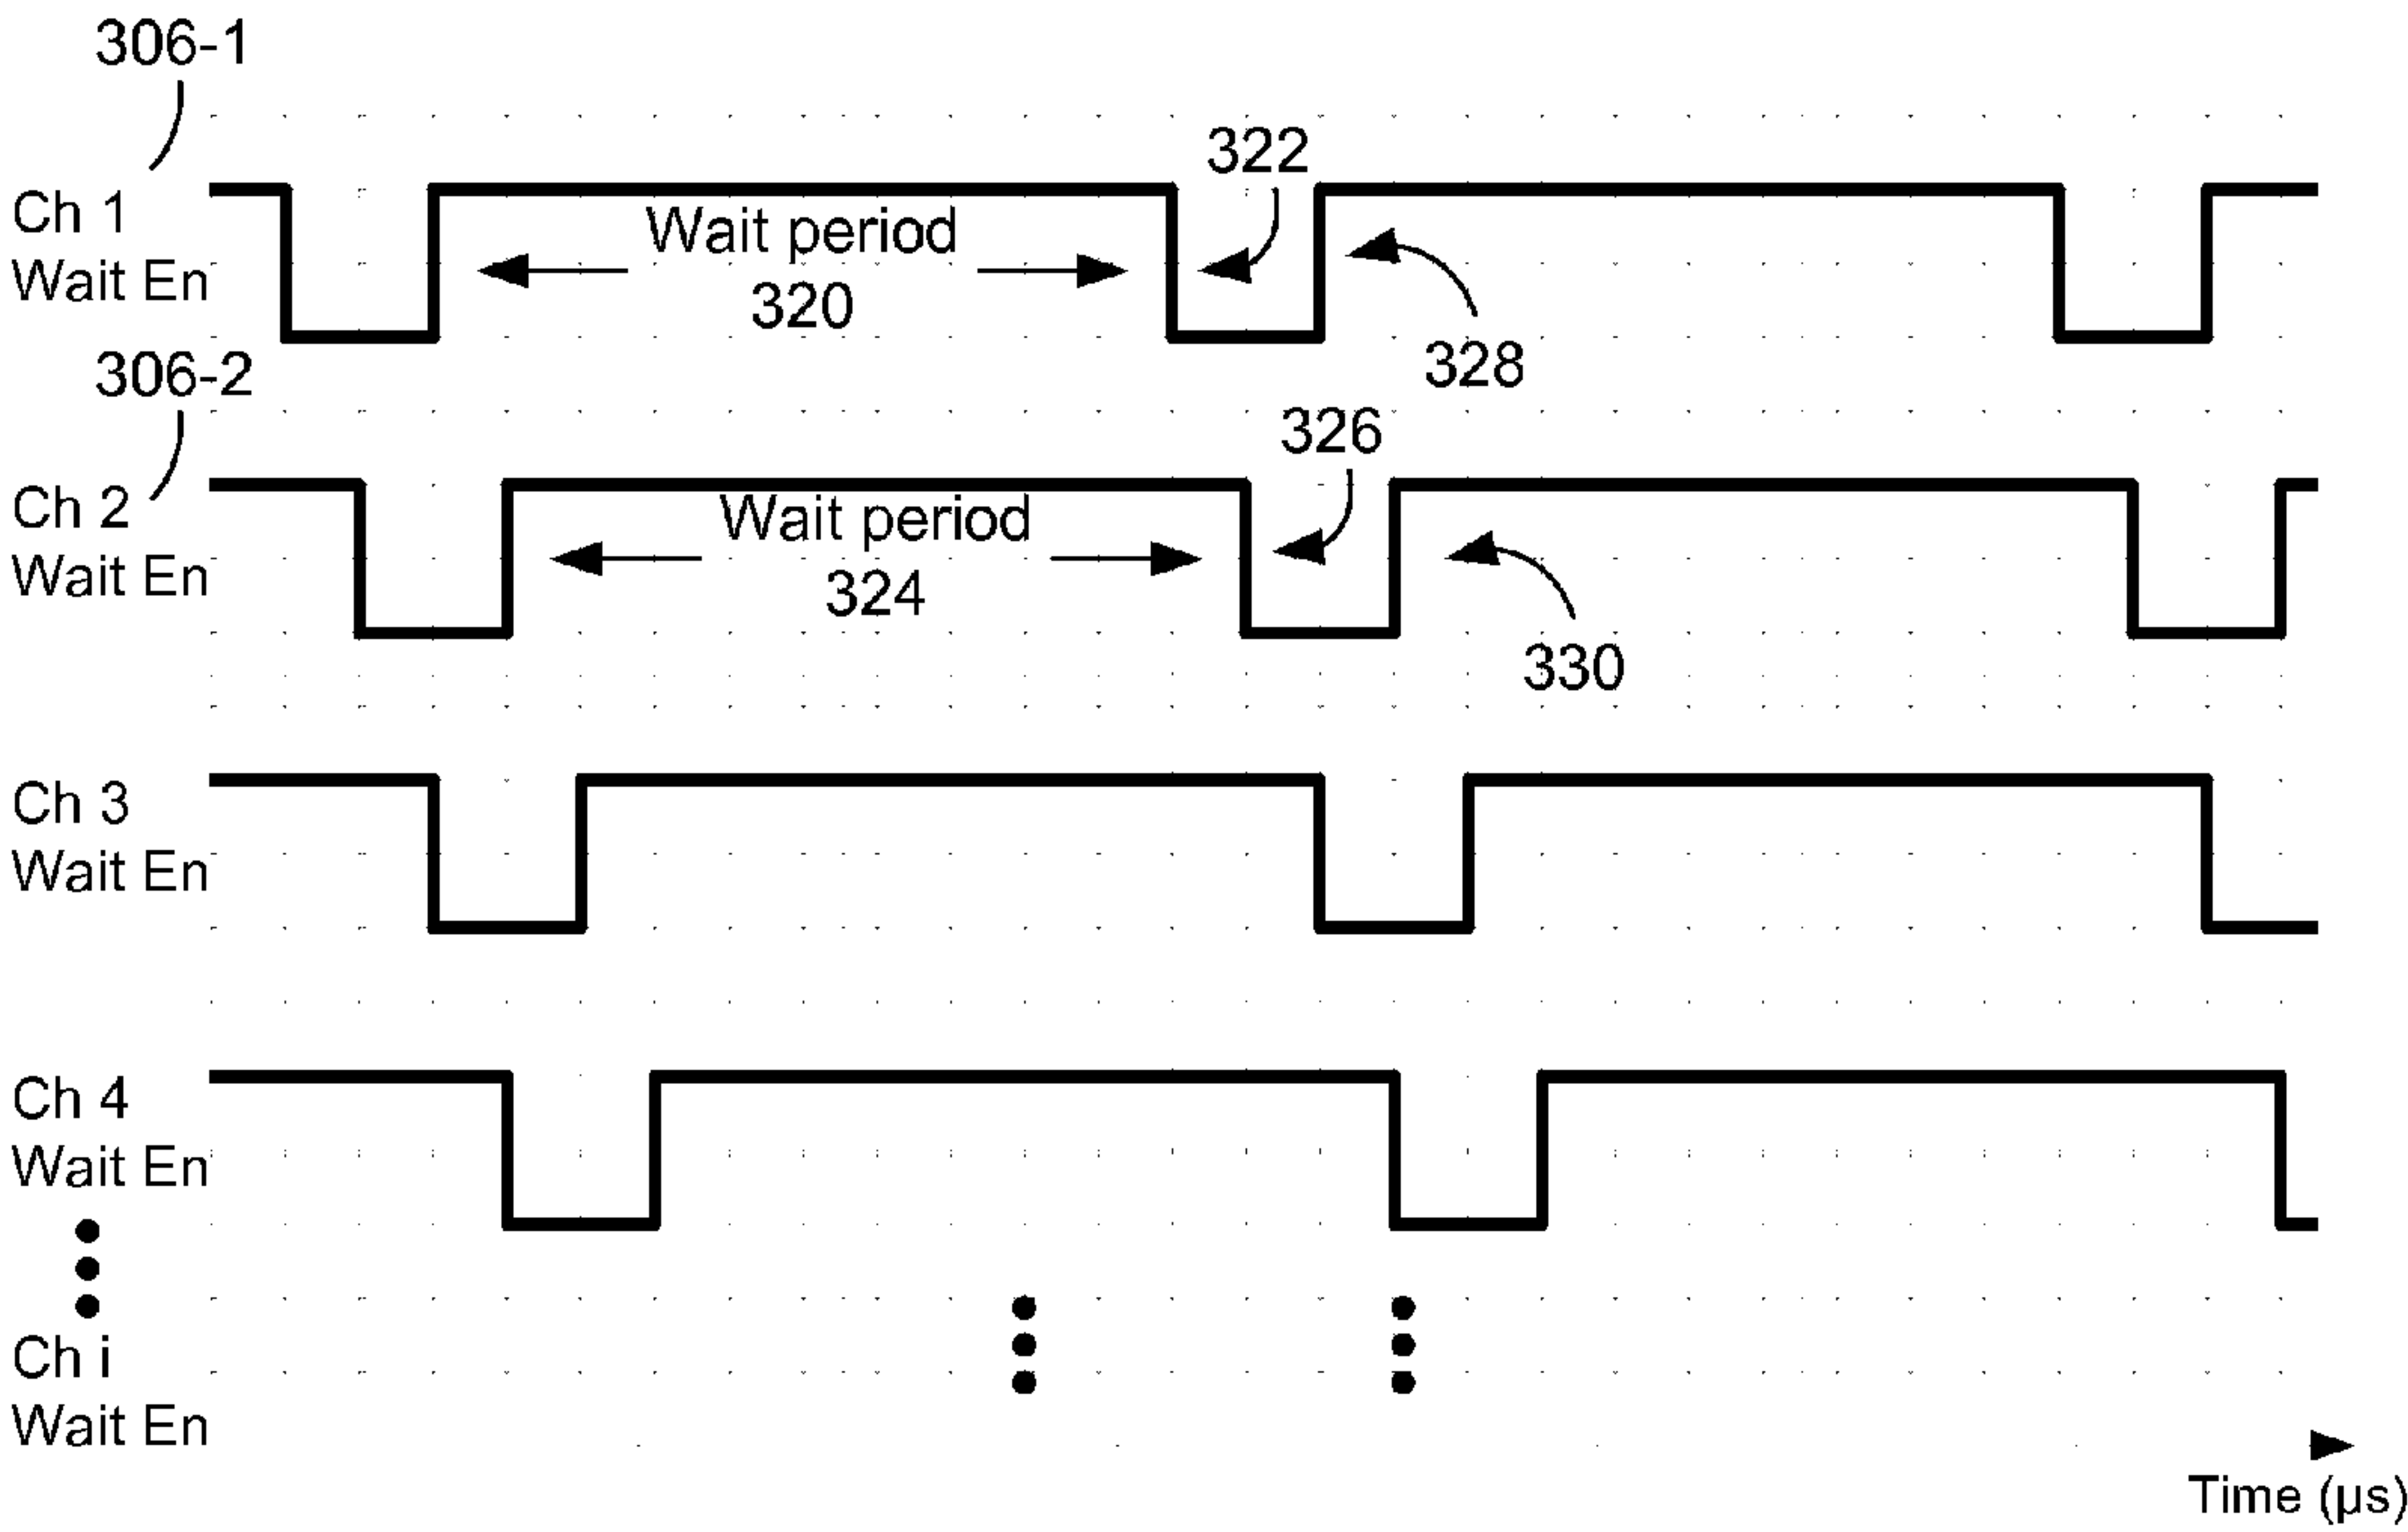 306-1
322
Ch 1
Wait En
Wait period
320
328
306-2
326
Ch 2
Wait En
Wait period
324
330
Ch 3
Wait En
Ch 4
Wait En
Ch i
Wait En
Time (µs)